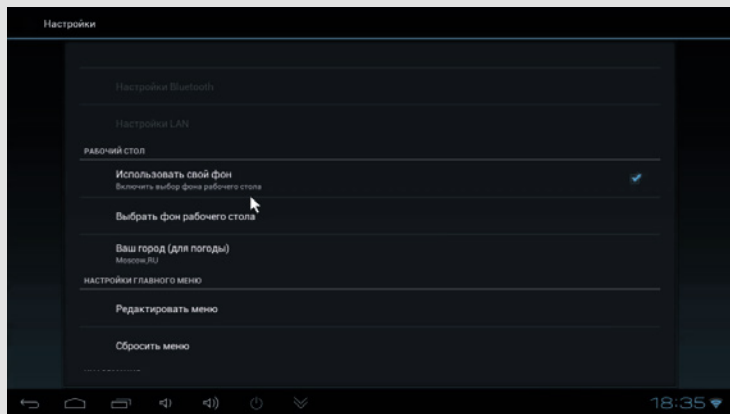 Настройки
Настройки Bluetooth
Настройки LAN
РАБОЧИЙ СТОЛ
Использовать свой фон
Включить выбор фона рабочего стола
Выбрать фон рабочего стола
Ваш город (для погоды)
Moscow,RU
НАСТРОЙКИ ГЛАВНОГО МЕНЮ
Редактировать меню
Сбросить меню
18:35